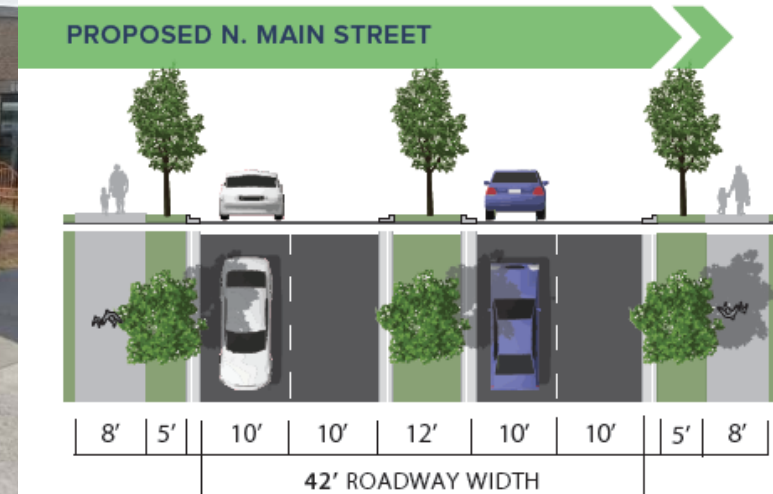 PROPOSED N. MAIN STREET
8' 5' 10' 10' 12' 10' 10' 5' 8'
42' ROADWAY WIDTH